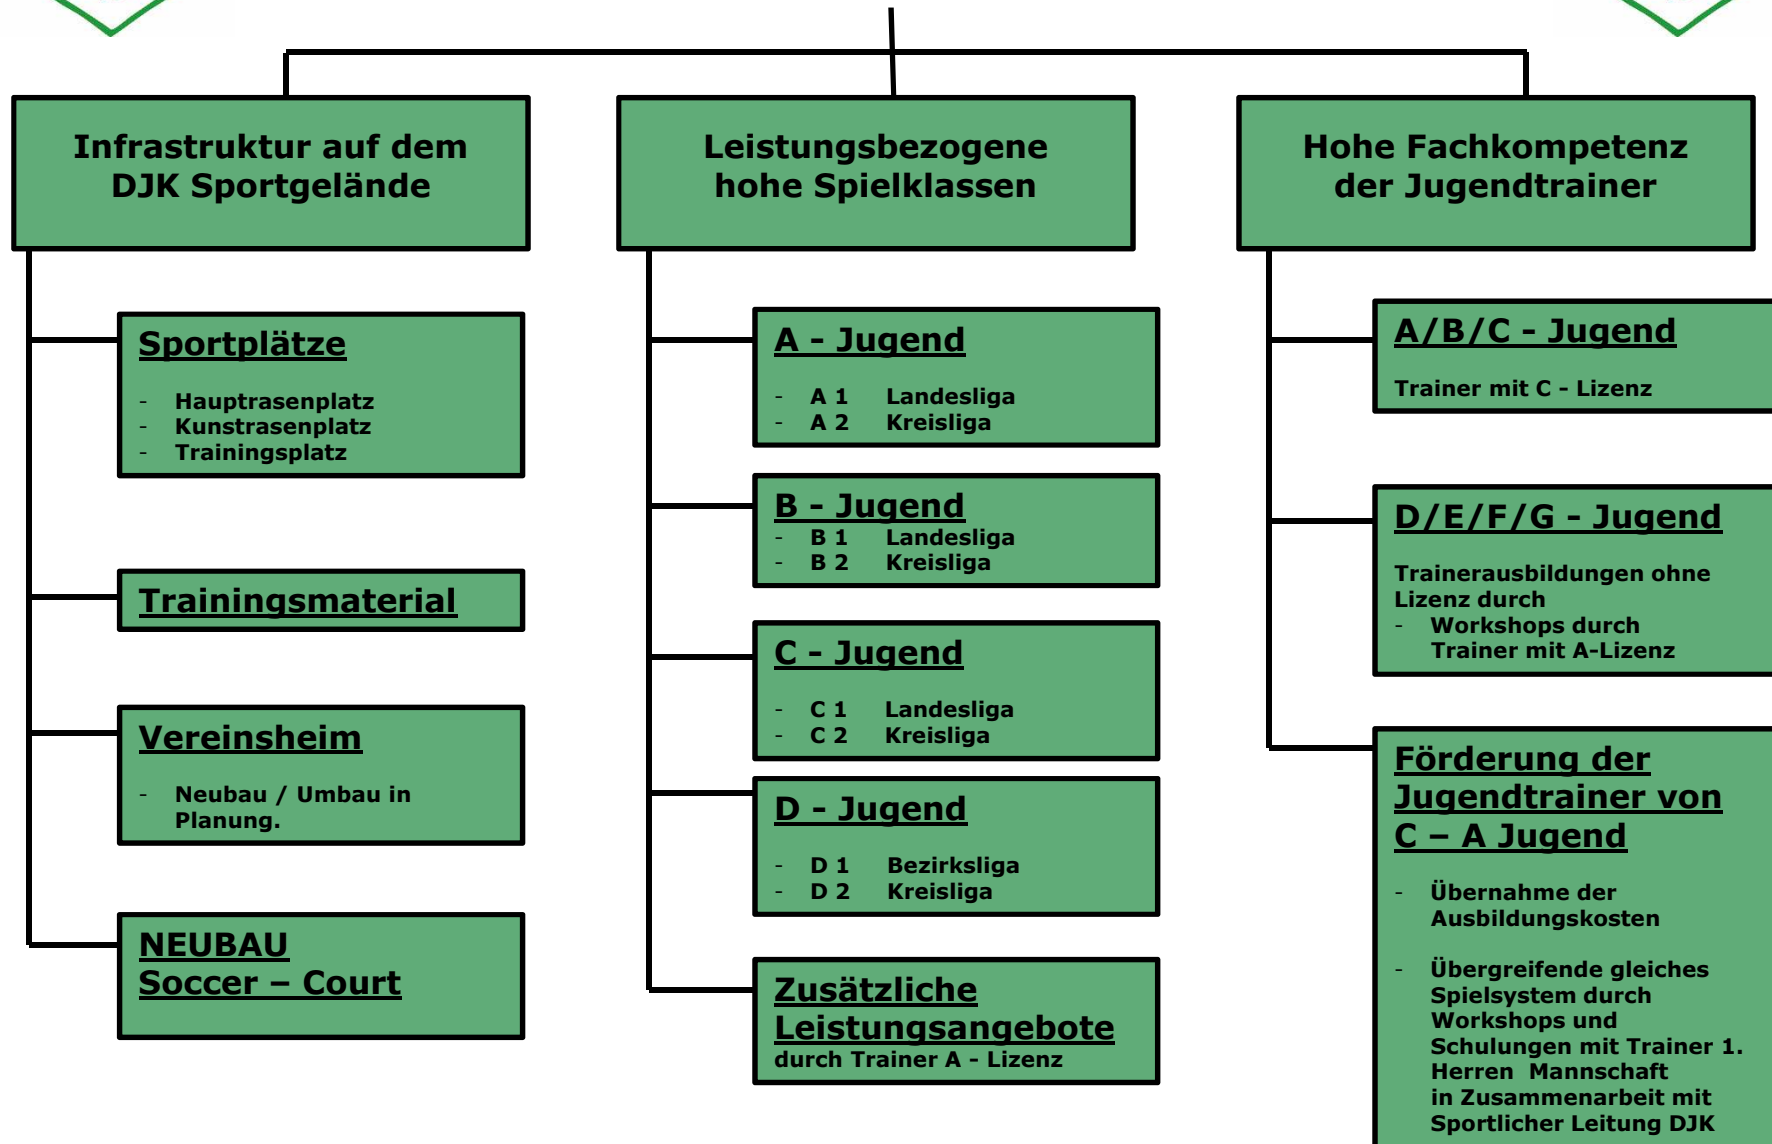 Infrastruktur auf dem
DJK Sportgelände
Sportplätze
- Hauptrasenplatz
- Kunstrasenplatz
- Trainingsplatz
Trainingsmaterial
Vereinsheim
- Neubau / Umbau in
Planung.
NEUBAU
Soccer – Court
Leistungsbezogene
hohe Spielklassen
A - Jugend
- A 1 Landesliga
- A 2 Kreisliga
B - Jugend
- B 1 Landesliga
- B 2 Kreisliga
C - Jugend
- C 1 Landesliga
- C 2 Kreisliga
D - Jugend
- D 1 Bezirksliga
- D 2 Kreisliga
Zusätzliche
Leistungsangebote
durch Trainer A - Lizenz
Hohe Fachkompetenz
der Jugendtrainer
A/B/C - Jugend
Trainer mit C - Lizenz
D/E/F/G - Jugend
Trainerausbildungen ohne
Lizenz durch
- Workshops durch
Trainer mit A-Lizenz
Förderung der
Jugendtrainer von
C – A Jugend
- Übernahme der
Ausbildungskosten
- Übergreifende gleiches
Spielsystem durch
Workshops und
Schulungen mit Trainer 1.
Herren Mannschaft
in Zusammenarbeit mit
Sportlicher Leitung DJK